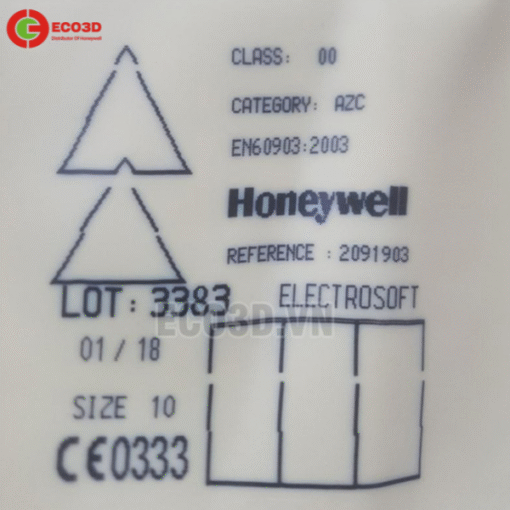 ECO3D
Distributor Of Honeywell
CLASS: 00
CATEGORY: AZC
EN60903:2003
Honeywell
REFERENCE : 2091903
LOT: 3383
ELECTROSOFT
ECO3D.VN
01 / 18
SIZE 10
CE0333